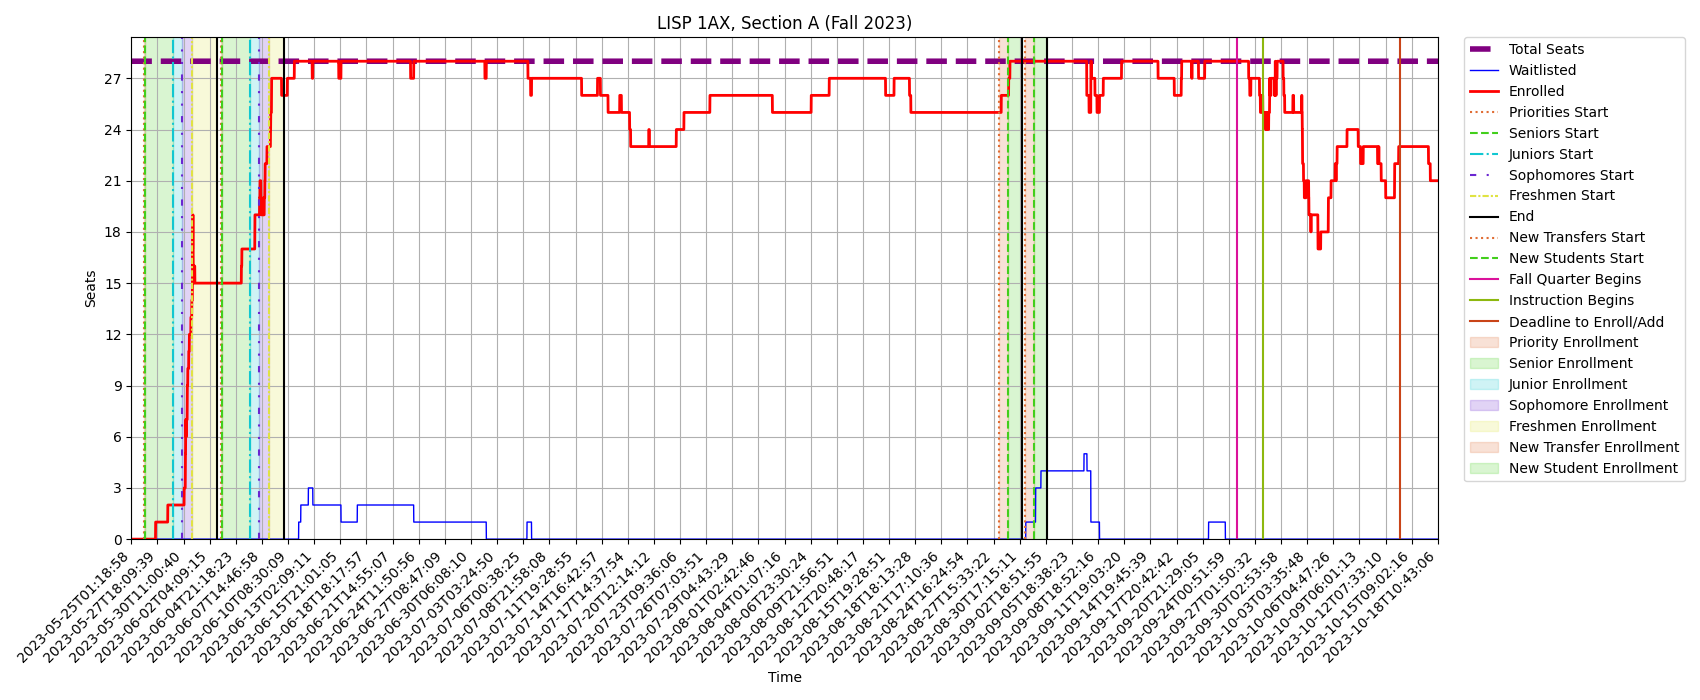 LISP 1AX, Section A (Fall 2023)
Seats
27
24
21
18
15
12
9
6
3
0
2023-05-25T01:18:58
2023-05-27T18:09:39
2023-05-30T11:00:40
2023-06-02T04:09:15
2023-06-04T21:18:23
2023-06-07T14:46:58
2023-06-10T08:30:09
2023-06-13T02:09:11
2023-06-15T21:01:05
2023-06-18T18:17:57
2023-06-21T14:55:07
2023-06-24T11:50:56
2023-06-27T08:47:09
2023-06-30T06:08:10
2023-07-03T03:24:50
2023-07-06T00:38:25
2023-07-08T21:58:08
2023-07-11T19:28:55
2023-07-14T16:42:57
2023-07-17T14:37:54
2023-07-20T12:14:12
2023-07-23T09:36:06
2023-07-26T07:03:51
2023-07-29T04:43:29
2023-08-01T02:42:46
2023-08-04T01:07:16
2023-08-06T23:30:24
2023-08-09T21:56:51
2023-08-12T20:48:17
2023-08-15T19:28:51
2023-08-18T18:13:28
2023-08-21T17:10:36
2023-08-24T16:24:54
2023-08-27T15:33:22
2023-08-30T17:15:11
2023-09-02T18:51:55
2023-09-05T18:38:23
2023-09-08T18:52:16
2023-09-11T19:03:20
2023-09-14T19:45:39
2023-09-17T20:42:42
2023-09-20T21:29:05
2023-09-24T00:51:59
2023-09-27T01:50:32
2023-09-30T02:53:58
2023-10-03T03:35:48
2023-10-06T04:47:26
2023-10-09T06:01:13
2023-10-12T07:33:10
2023-10-15T09:02:16
2023-10-18T10:43:06
Time
Total Seats
Waitlisted
Enrolled
Priorities Start
Seniors Start
Juniors Start
Sophomores Start
Freshmen Start
End
New Transfers Start
New Students Start
Fall Quarter Begins
Instruction Begins
Deadline to Enroll/Add
Priority Enrollment
Senior Enrollment
Junior Enrollment
Sophomore Enrollment
Freshmen Enrollment
New Transfer Enrollment
New Student Enrollment